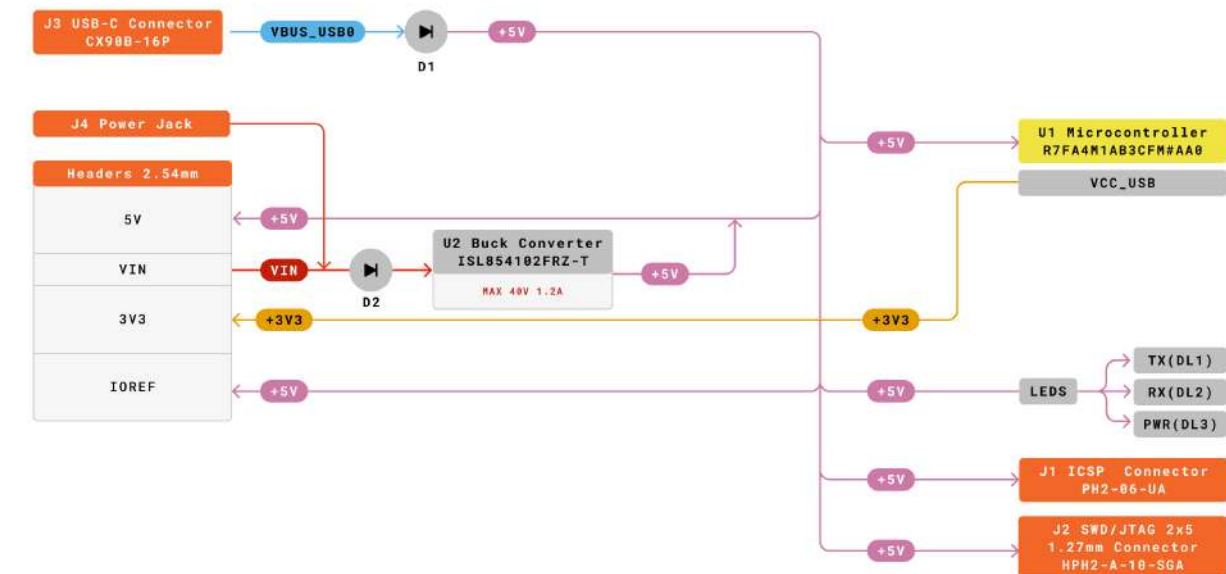 J3 USB-C Connector
CX90B-16P
VBUS_USB0
+5V
D1
J4 Power Jack
+5V
U1 Microcontroller
R7FA4M1AB3CFM#AA0
VCC_USB
Headers 2.54mm
5V
+5V
VIN
VIN
D2
U2 Buck Converter
ISL854102FRZ-T
MAX 40V 1.2A
+5V
3V3
+3V3
+3V3
IOREF
+5V
+5V
LEDS
TX(DL1)
RX(DL2)
PWR(DL3)
+5V
J1 ICSP Connector
PH2-06-UA
+5V
J2 SWD/JTAG 2x5
1.27mm Connector
HPH2-A-10-SGA